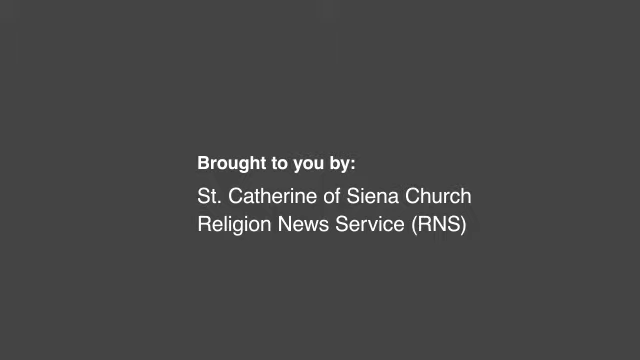 Brought to you by:
St. Catherine of Siena Church
Religion News Service (RNS)